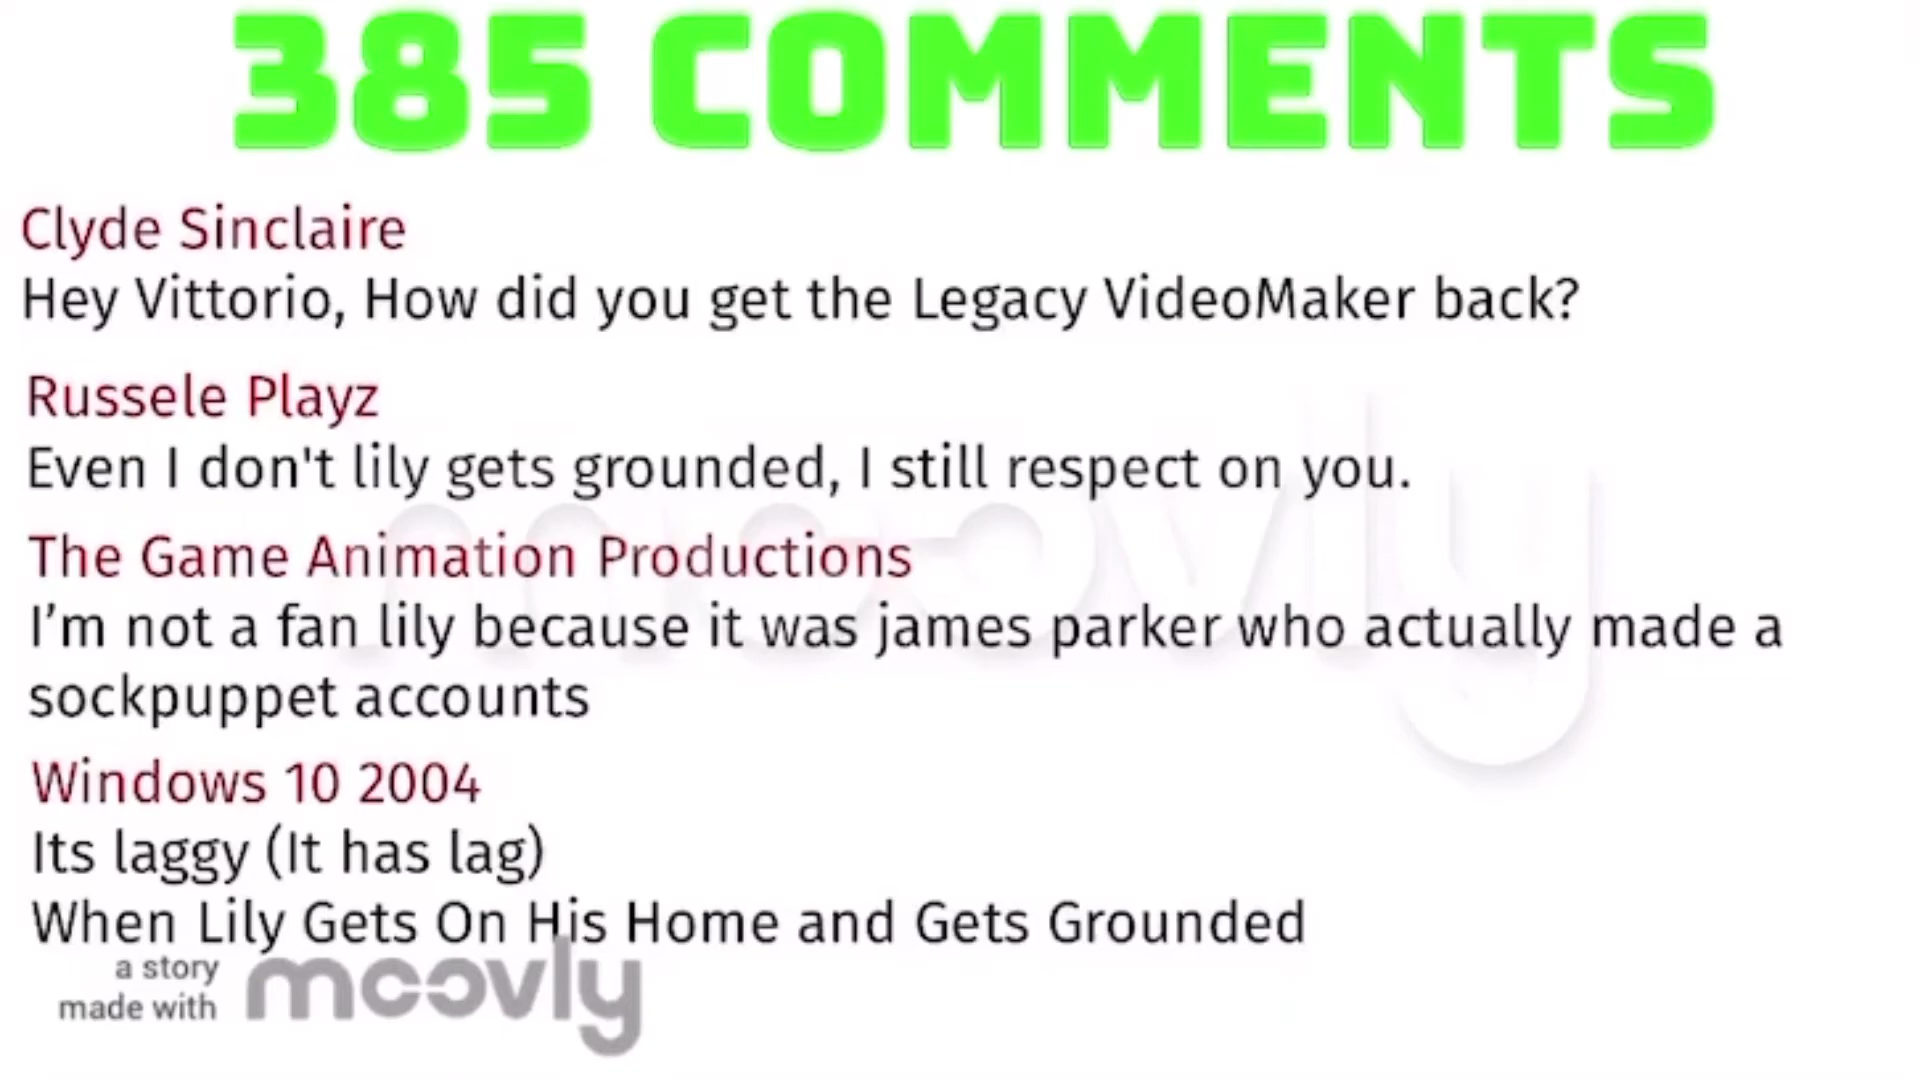 385 COMMENTS
Clyde Sinclaire
Hey Vittorio, How did you get the Legacy VideoMaker back?
Russele Playz
Even I don't lily gets grounded, I still respect on you.
The Game Animation Productions
I’m not a fan lily because it was james parker who actually made a
sockpuppet accounts
Windows 10 2004
Its laggy (It has lag)
When Lily Gets On His Home and Gets Grounded
a story
made with
moovly
moovly